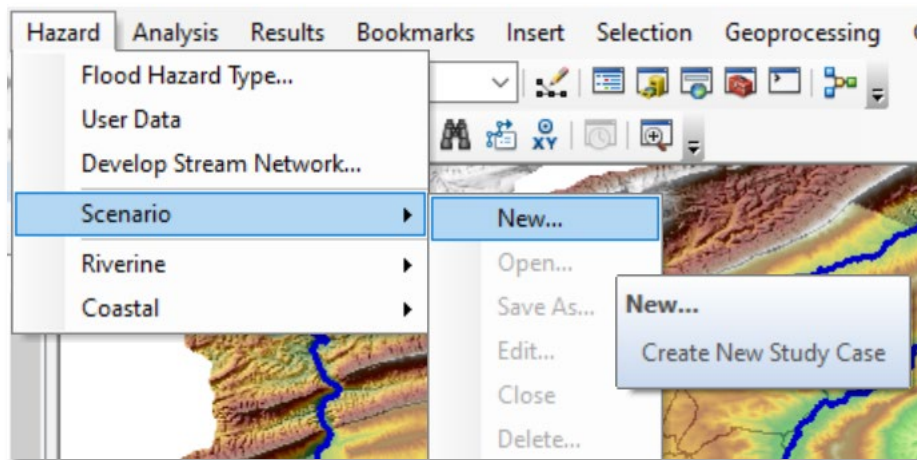 Hazard Analysis Results Bookmarks Insert Selection Geoprocessing
Flood Hazard Type...
User Data
Develop Stream Network...
Scenario
Riverine
Coastal
XY
New...
Open...
Save As...
Edit...
Close
Delete...
New...
Create New Study Case